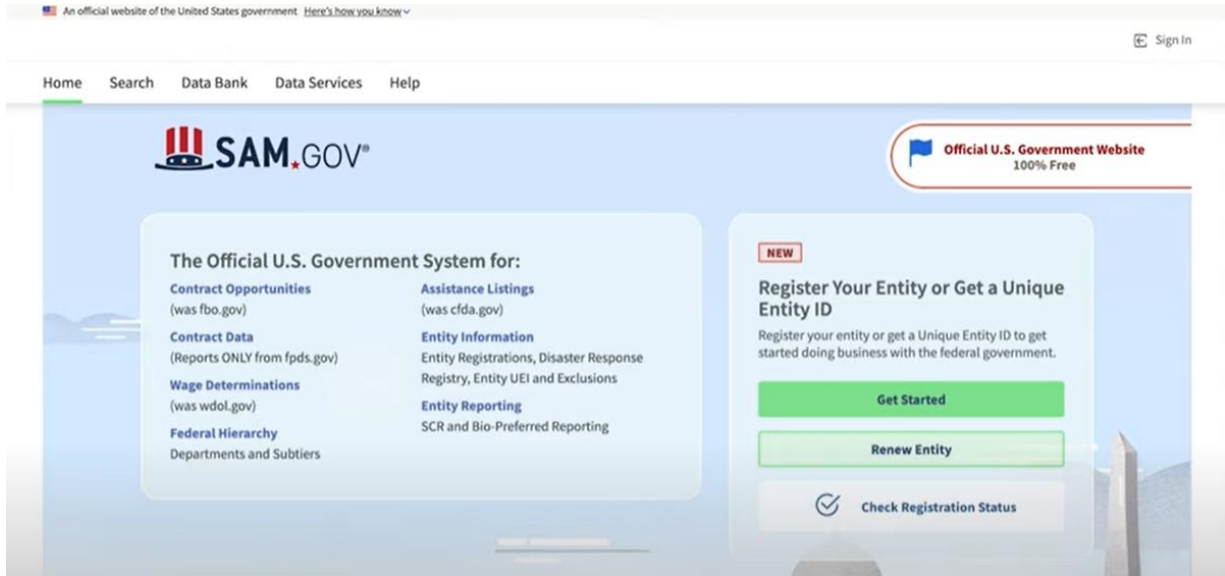 An official website of the United States government Here's how you know
Sign In
Home Search Data Bank Data Services Help
SAM.GOV®
Official U.S. Government Website
100% Free
The Official U.S. Government System for:
Contract Opportunities
(was fbo.gov)
Contract Data
(Reports ONLY from fpds.gov)
Wage Determinations
(was wdol.gov)
Federal Hierarchy
Departments and Subtiers
Assistance Listings
(was cfda.gov)
Entity Information
Entity Registrations, Disaster Response
Registry, Entity UEI and Exclusions
Entity Reporting
SCR and Bio-Preferred Reporting
NEW
Register Your Entity or Get a Unique
Entity ID
Register your entity or get a Unique Entity ID to get
started doing business with the federal government.
Get Started
Renew Entity
Check Registration Status